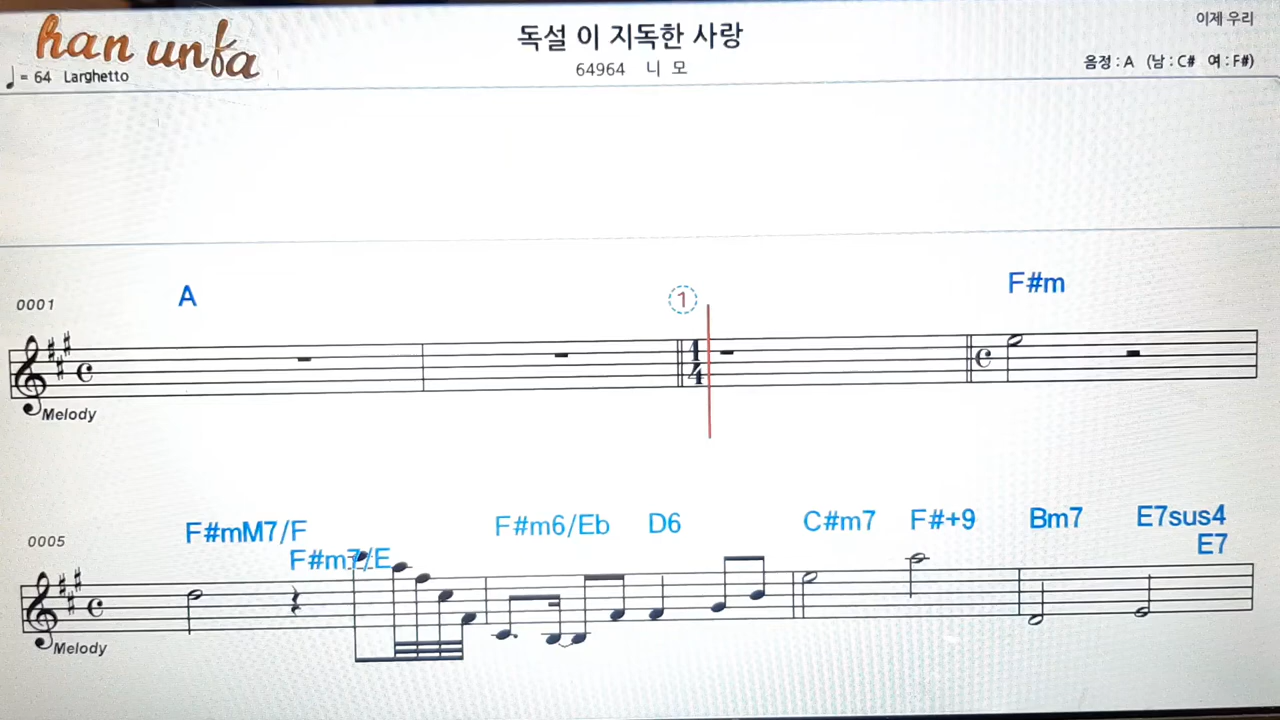 han unfa
이제 우리
독설 이 지독한 사랑
♩ = 64 Larghetto
64964 니 모
음정 : A (남 : C# 여 : F#)
0001
A
1
F#m
4
4
Melody
0005
F#mM7/F
F#m7/E
F#m6/Eb
D6
C#m7
F#+9
Bm7
E7sus4
E7
Melody